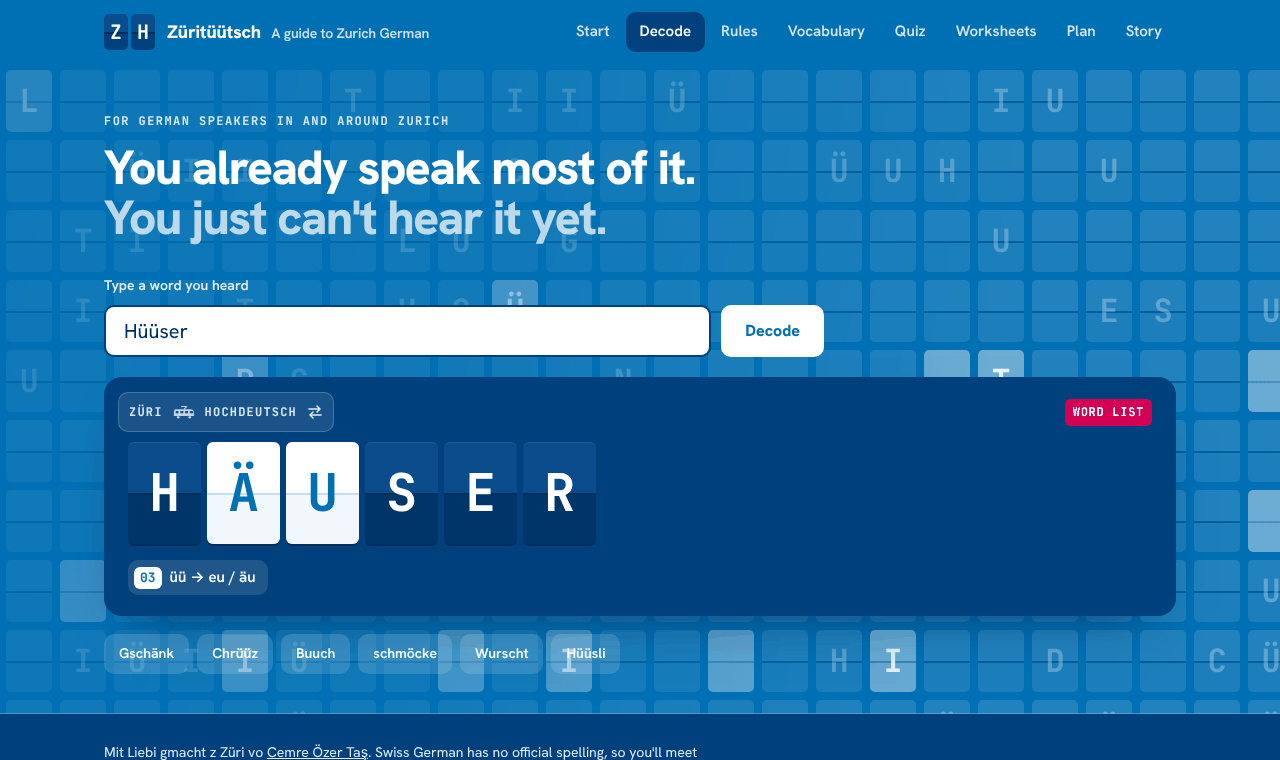 Z H Züritüütsch A guide to Zurich German Start Decode Rules Vocabulary Quiz Worksheets Plan Story
FOR GERMAN SPEAKERS IN AND AROUND ZURICH
You already speak most of it.
You just can't hear it yet.
Type a word you heard
Hüüser Decode
ZÜRI HOCHDEUTSCH WORD LIST
HÄUSER
03 üü → eu / äu
Gschänk Chrüüz Buuch schmöcke Wurscht Hüüsli
Mit Liebi gmacht z Züri vo Cemre Özer Taş. Swiss German has no official spelling, so you'll meet